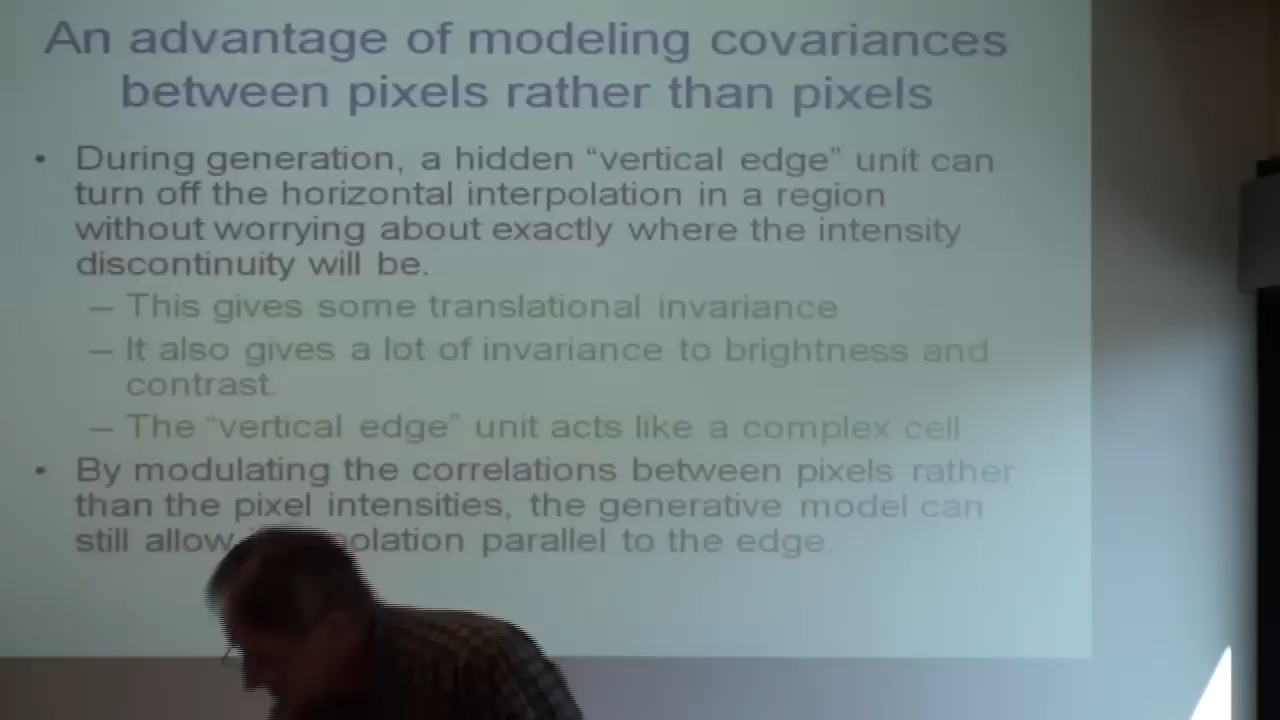 An advantage of modeling covariances
between pixels rather than pixels
• During generation, a hidden “vertical edge” unit can
turn off the horizontal interpolation in a region
without worrying about exactly where the intensity
discontinuity will be.
– This gives some translational invariance
– It also gives a lot of invariance to brightness and
contrast.
– The “vertical edge” unit acts like a complex cell
• By modulating the correlations between pixels rather
than the pixel intensities, the generative model can
still allow polation parallel to the edge.